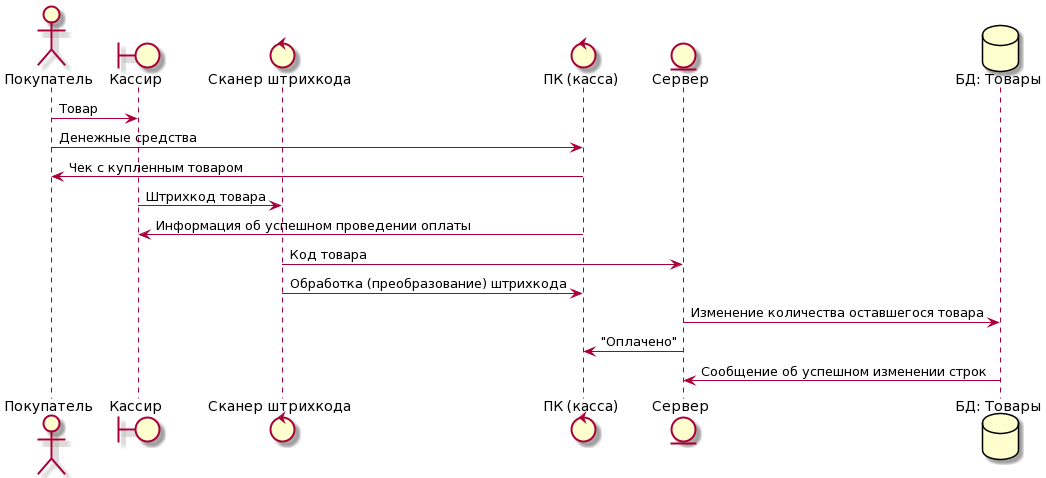 Покупатель
Кассир
Сканер штрихкода
ПК (касса)
Сервер
БД: Товары
Товар
Денежные средства
Чек с купленным товаром
Штрихкод товара
Информация об успешном проведении оплаты
Код товара
Обработка (преобразование) штрихкода
Изменение количества оставшегося товара
"Оплачено"
Сообщение об успешном изменении строк
Покупатель
Кассир
Сканер штрихкода
ПК (касса)
Сервер
БД: Товары